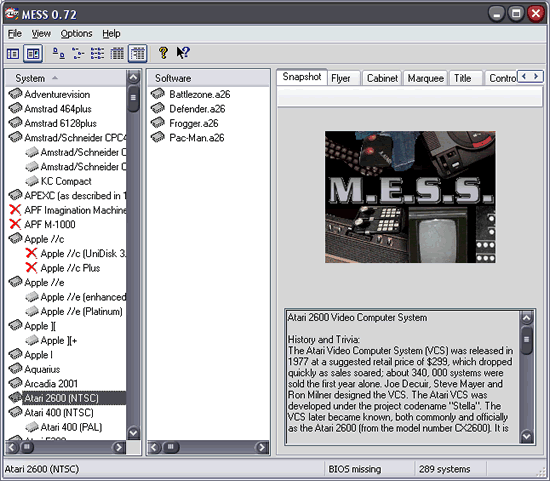 MESS 0.72
File View Options Help
System
Adventurevision
Amstrad 464plus
Amstrad 6128plus
Amstrad/Schneider CPC4
Amstrad/Schneider C
Amstrad/Schneider C
KC Compact
APEXC (as described in 1
APF Imagination Machine
APF M-1000
Apple //c
Apple //c (UniDisk 3.
Apple //c Plus
Apple //e
Apple //e (enhanced
Apple //e (Platinum)
Apple ][
Apple ][+
Apple I
Aquarius
Arcadia 2001
Atari 2600 (NTSC)
Atari 400 (NTSC)
Atari 400 (PAL)
Software
Battlezone.a26
Defender.a26
Frogger.a26
Pac-Man.a26
Snapshot Flyer Cabinet Marquee Title Contro
M.E.S.S.
Atari 2600 Video Computer System
History and Trivia:
The Atari Video Computer System (VCS) was released in
1977 at a suggested retail price of $299, which dropped
quickly as sales soared; about 340, 000 systems were
sold the first year alone. Joe Decuir, Steve Mayer and
Ron Milner designed the VCS. The Atari VCS was
developed under the project codename "Stella". The
VCS later became known, both commonly and officially
as the Atari 2600 (from the model number CX2600). It is
Atari 2600 (NTSC) BIOS missing 289 systems